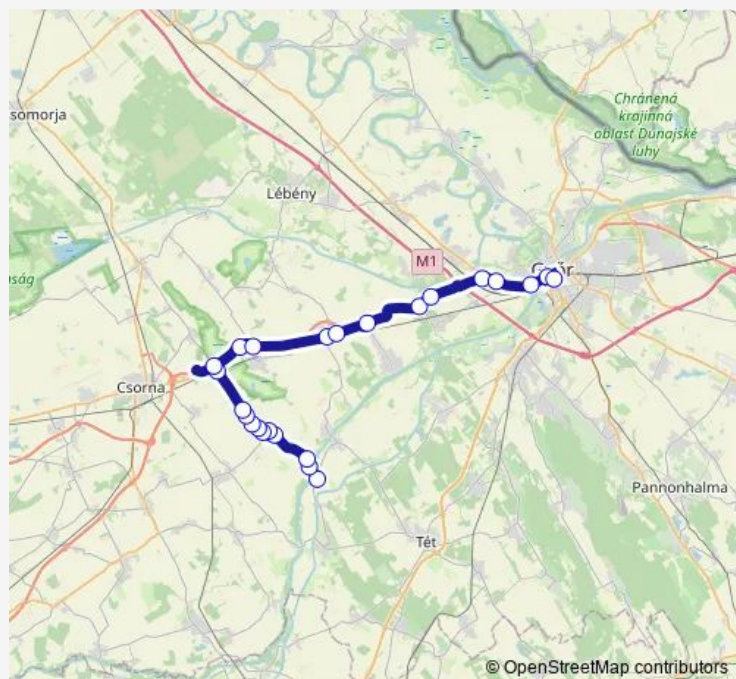 Chránená
krajinná
oblasť Dunajské
luhy
somorja
Lébény
M1
Győr
ság
Csorna
Pannonhalma
Tét
© OpenStreetMap contributors